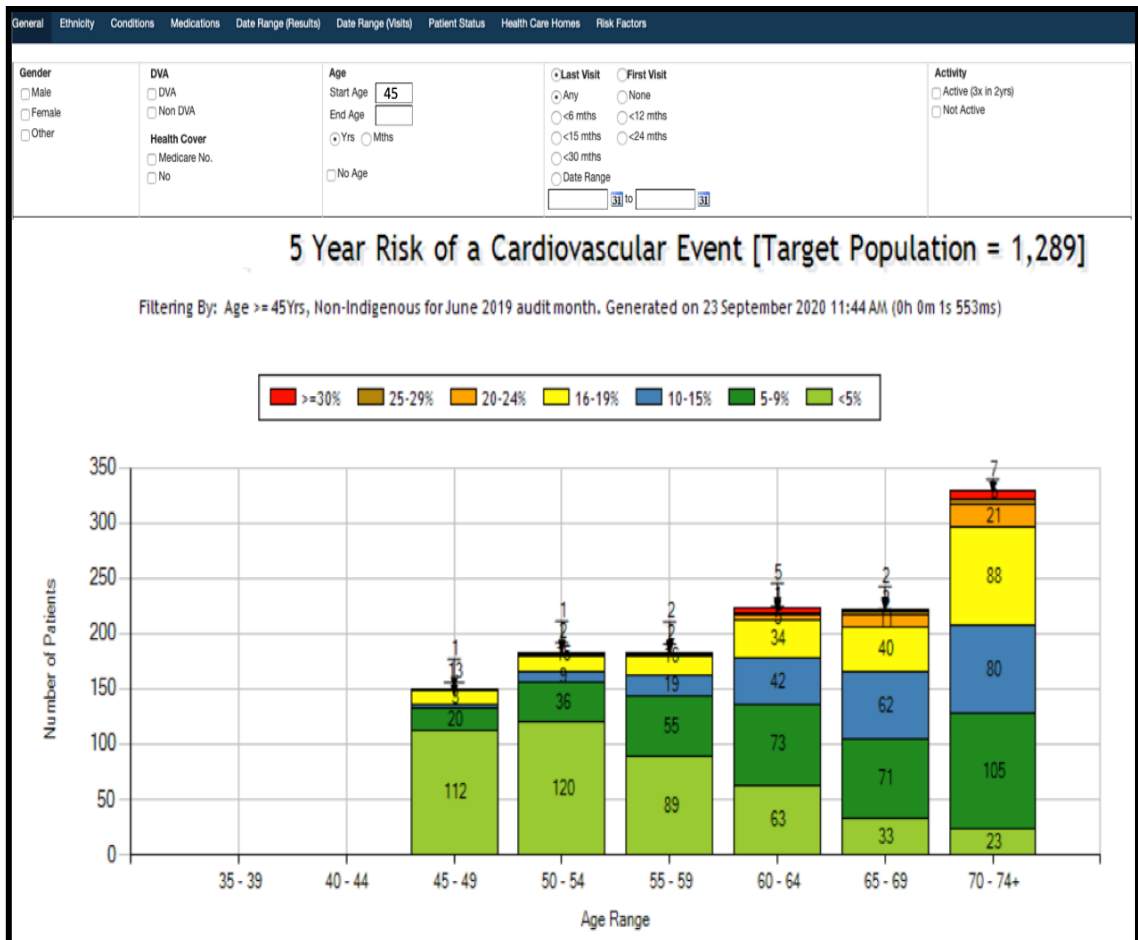 General Ethnicity Conditions Medications Date Range (Results) Date Range (Visits) Patient Status Health Care Homes Risk Factors
Gender
Male
Female
Other
DVA
DVA
Non DVA
Health Cover
Medicare No.
No
Age
Start Age 45
End Age
Yrs Mths
No Age
Last Visit First Visit
Any None
<6 mths <12 mths
<15 mths <24 mths
<30 mths
Date Range
31 to 31
Activity
Active (3x in 2yrs)
Not Active
5 Year Risk of a Cardiovascular Event [Target Population = 1,289]
Filtering By: Age >= 45Yrs, Non-Indigenous for June 2019 audit month. Generated on 23 September 2020 11:44 AM (0h 0m 1s 553ms)
>=30% 25-29% 20-24% 16-19% 10-15% 5-9% <5%
Number of Patients
350
300
250
200
150
100
50
0
1
13
3
20
112
1
2
9
36
120
2
2
16
19
55
89
5
1
34
42
73
63
2
11
40
62
71
33
7
21
88
80
105
23
35 - 39 40 - 44 45 - 49 50 - 54 55 - 59 60 - 64 65 - 69 70 - 74+
Age Range